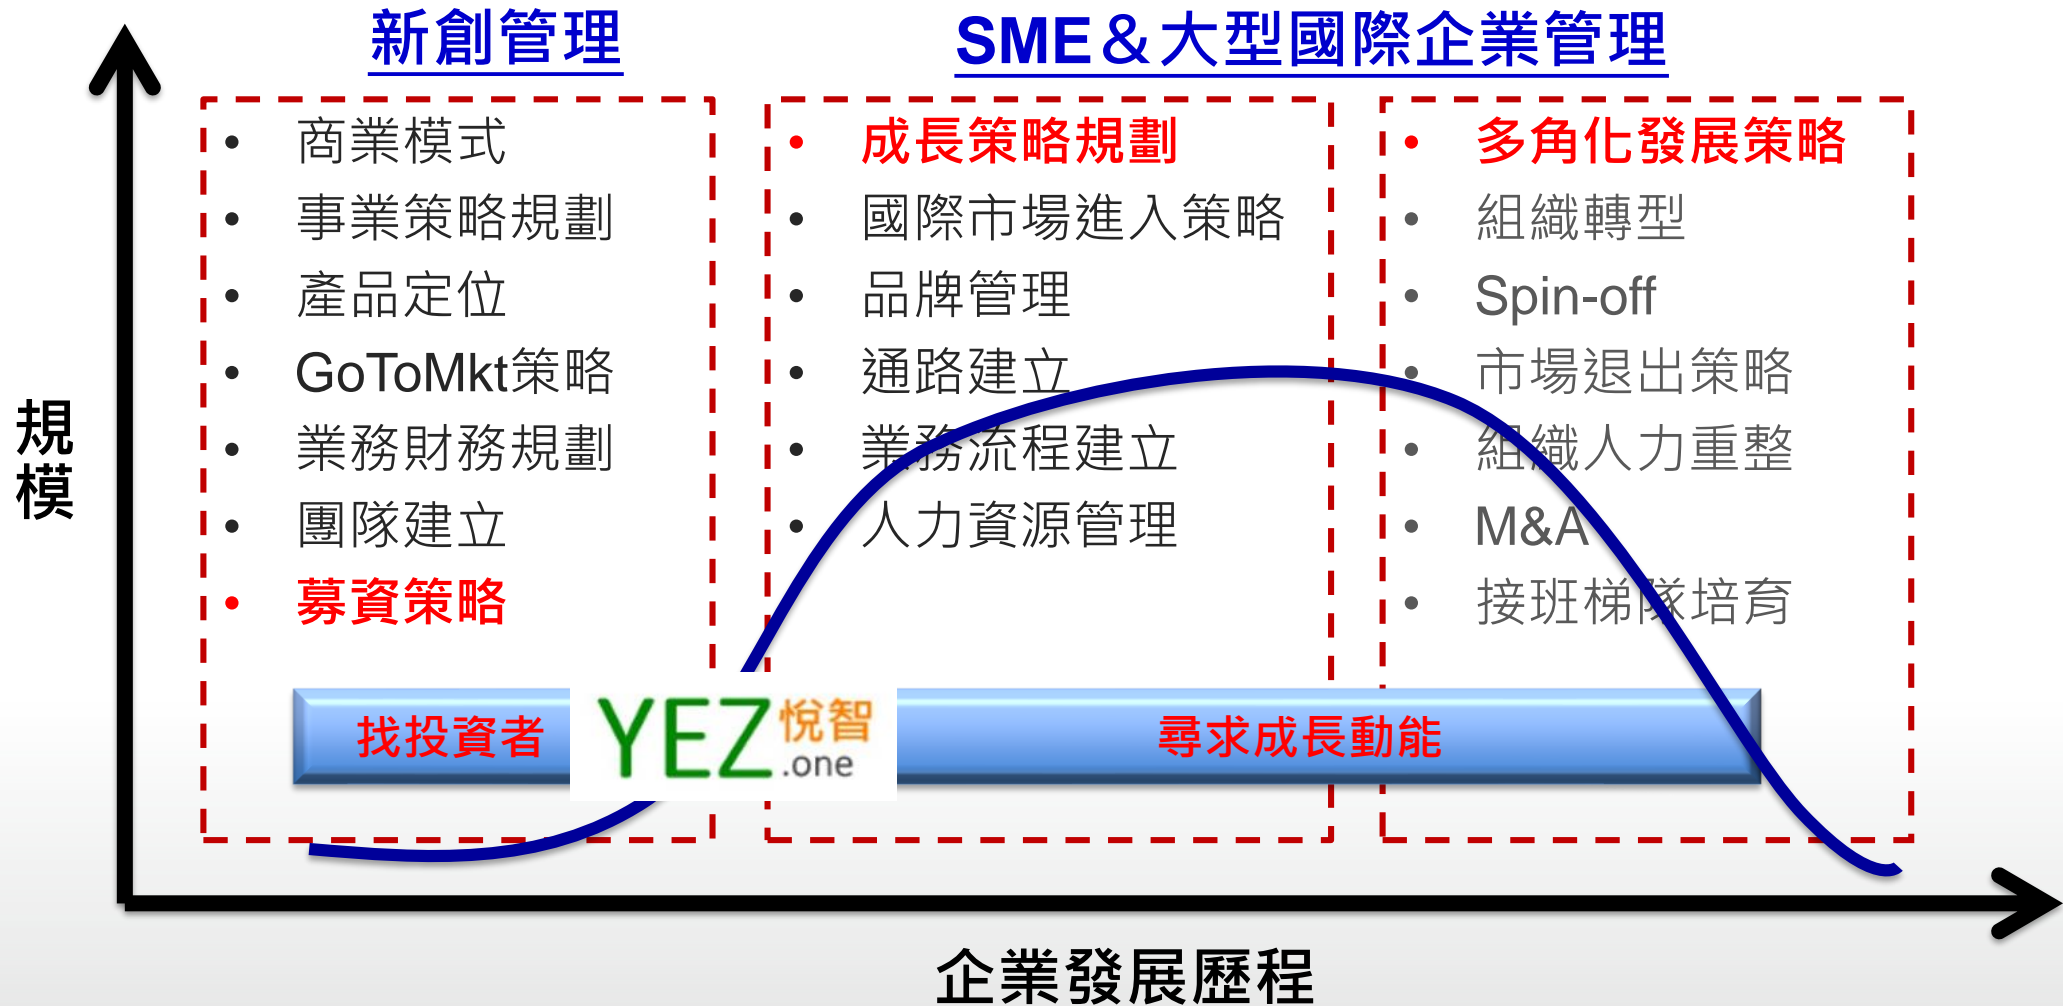 新創管理
SME＆大型國際企業管理
• 商業模式
• 事業策略規劃
• 產品定位
• GoToMkt策略
• 業務財務規劃
• 團隊建立
• 募資策略
• 成長策略規劃
• 國際市場進入策略
• 品牌管理
• 通路建立
• 業務流程建立
• 人力資源管理
• 多角化發展策略
• 組織轉型
• Spin-off
• 市場退出策略
• 組織人力重整
• M&A
• 接班梯隊培育
規模
找投資者
YEZ悅智
.one
尋求成長動能
企業發展歷程